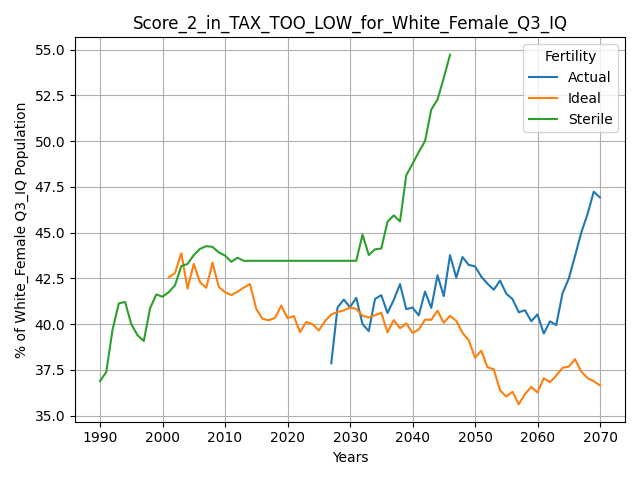 Score_2_in_TAX_TOO_LOW_for_White_Female_Q3_IQ
% of White_Female Q3_IQ Population
55.0
52.5
50.0
47.5
45.0
42.5
40.0
37.5
35.0
Fertility
Actual
Ideal
Sterile
1990 2000 2010 2020 2030 2040 2050 2060 2070
Years